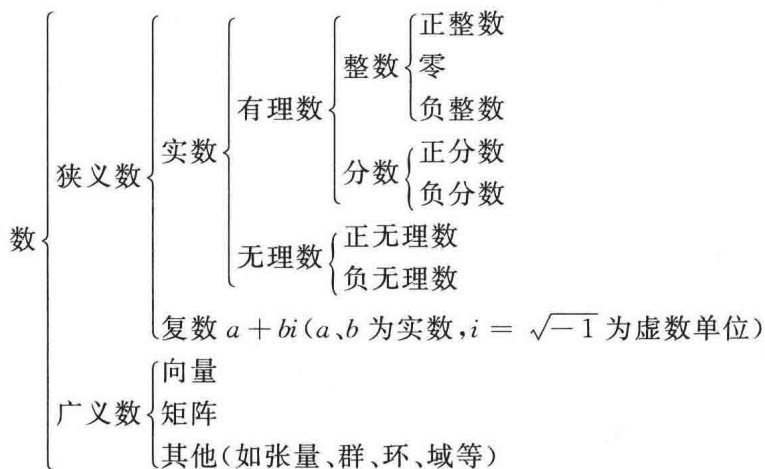 正整数
整数
零
有理数
负整数
实数
正分数
分数
狭义数
负分数
数
正无理数
无理数
负无理数
复数 a + bi(a、b 为实数, i = √-1 为虚数单位)
向量
广义数
矩阵
其他(如张量、群、环、域等)